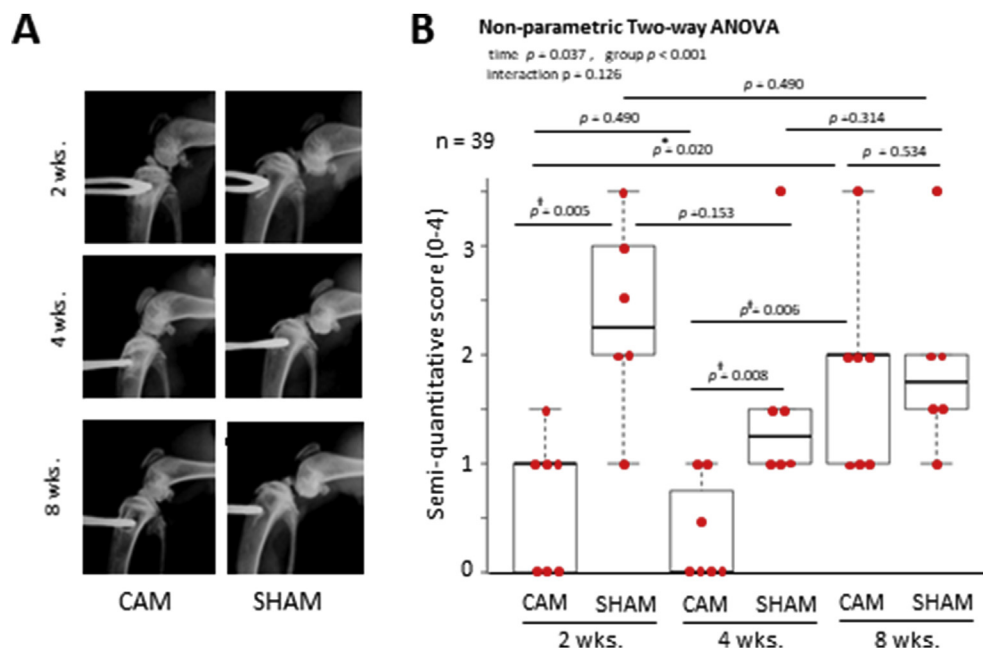 A
B
Non-parametric Two-way ANOVA
time p = 0.037 , group p < 0.001
interaction p = 0.126
p = 0.490
p = 0.490
p =0.314
n = 39
p* = 0.020
p = 0.534
p† = 0.005
p =0.153
p† = 0.006
p† = 0.008
Semi-quantitative score (0-4)
3
2
1
0
2 wks.
4 wks.
8 wks.
CAM
SHAM
CAM
SHAM
CAM
SHAM
CAM
SHAM
2 wks.
4 wks.
8 wks.